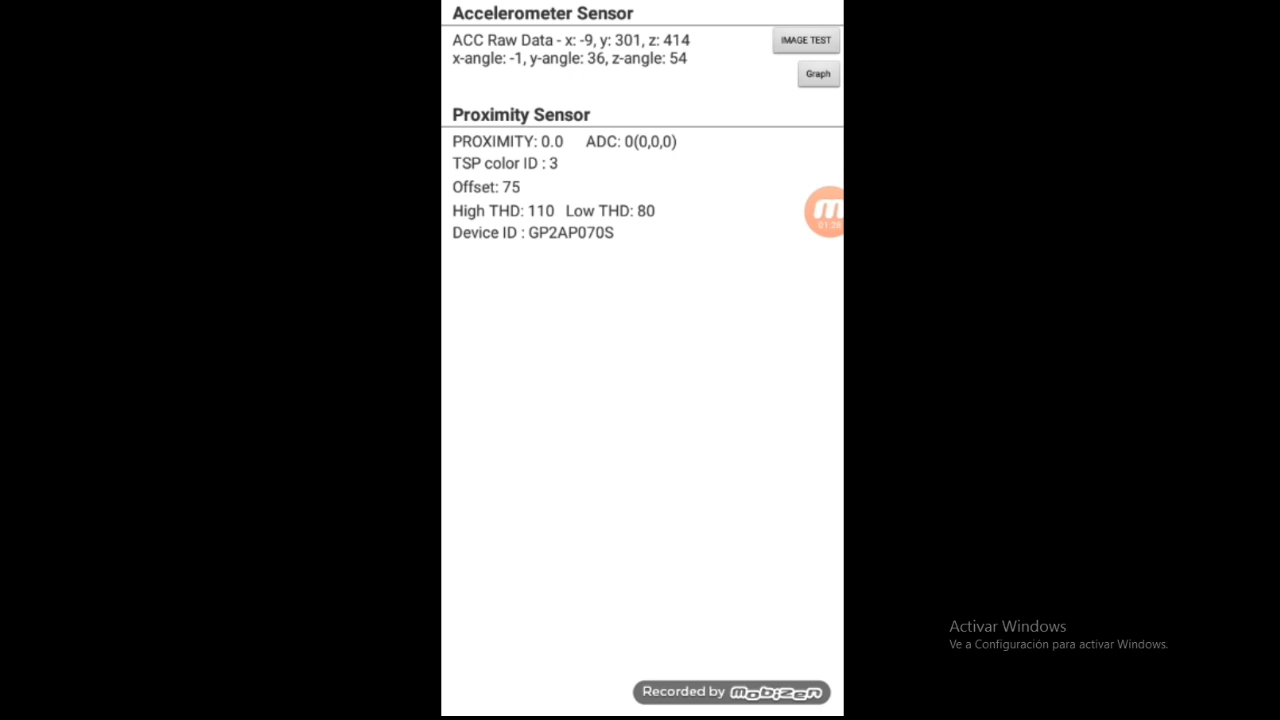 Accelerometer Sensor
ACC Raw Data - x: -9, y: 301, z: 414
IMAGE TEST
x-angle: -1, y-angle: 36, z-angle: 54
Graph
Proximity Sensor
PROXIMITY: 0.0 ADC: 0(0,0,0)
TSP color ID : 3
Offset: 75
High THD: 110 Low THD: 80
01:28
Device ID : GP2AP070S
Activar Windows
Ve a Configuración para activar Windows.
Recorded by mobizen